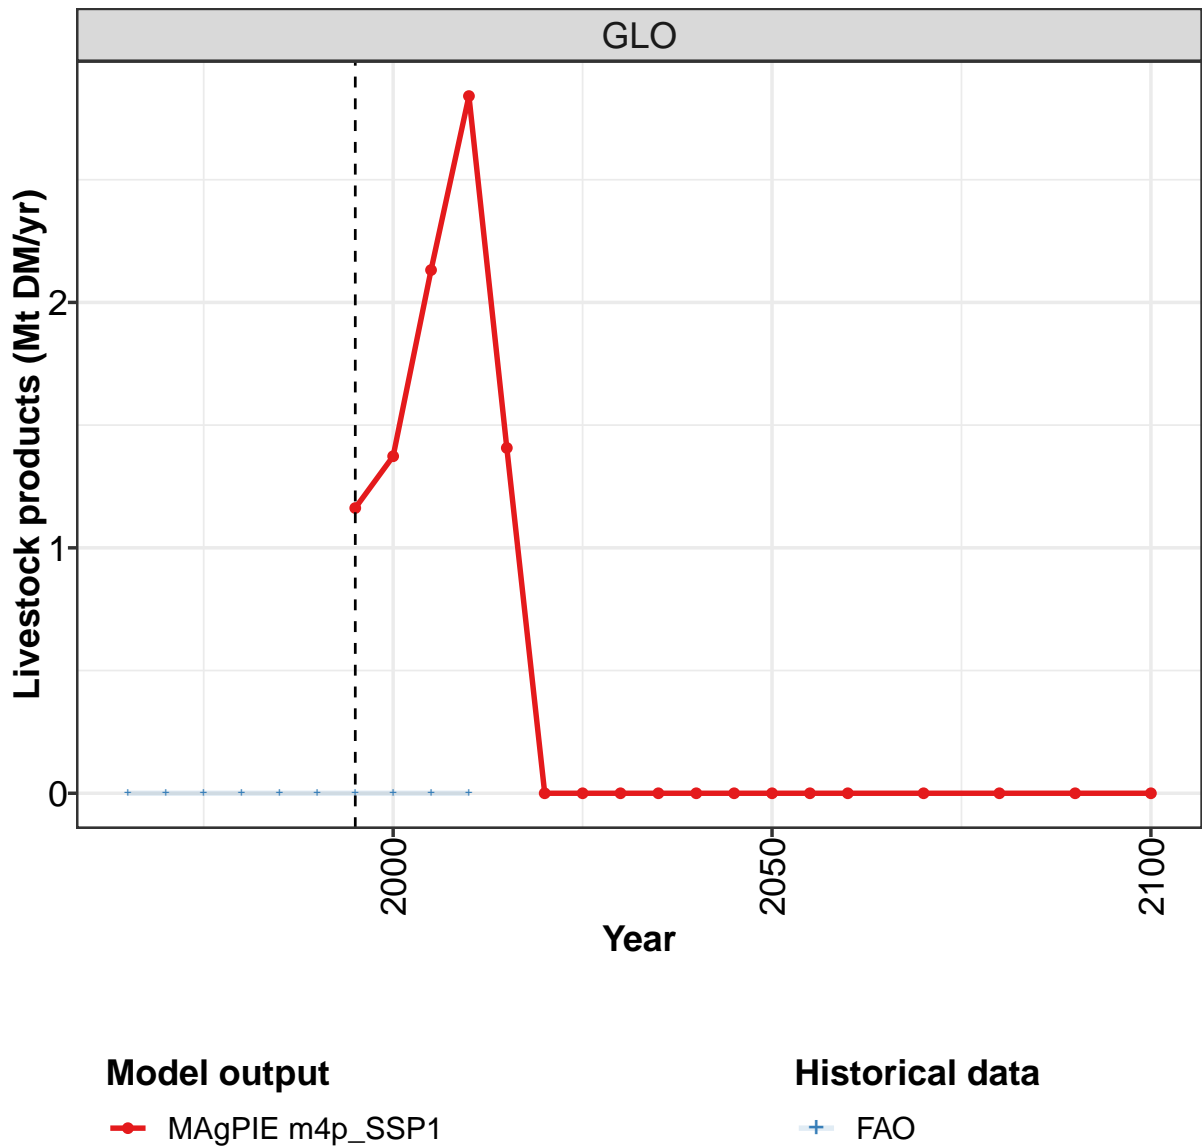 GLO
Livestock products (Mt DM/yr)
2
1
0
2000
2050
2100
Year
Model output
MAgPIE m4p_SSP1
Historical data
FAO